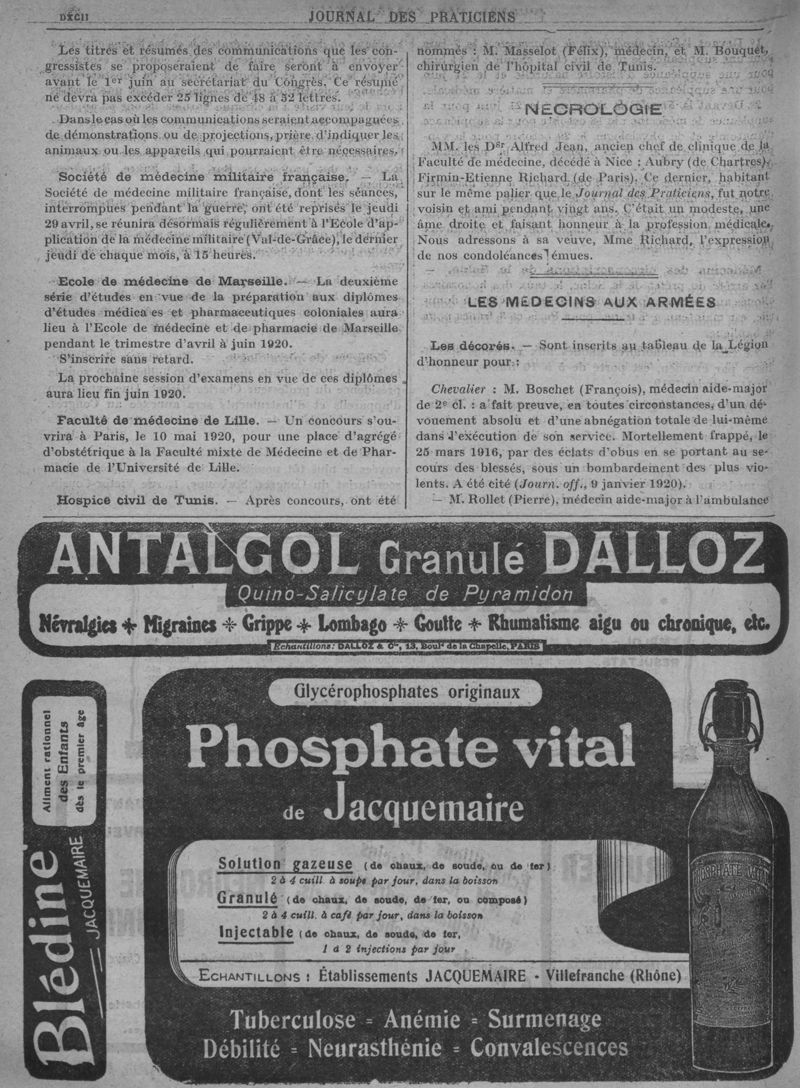 DXCII
JOURNAL DES PRATICIENS
Les titres et résumés des communications que les con-
gressistes se proposeraient de faire seront à envoyer
avant le 1er juin au secrétariat du Congrès. Ce résumé
ne devra pas excéder 25 lignes de 48 à 52 lettres.
Dans le cas où les communications seraient accompagnées
de démonstrations ou de projections, prière d'indiquer les
animaux ou les appareils qui pourraient être nécessaires.
Société de médecine militaire française. — La
Société de médecine militaire française, dont les séances,
interrompues pendant la guerre, ont été reprises le jeudi
29 avril, se réunira désormais régulièrement à l'Ecole d'ap-
plication de la médecine militaire (Val-de-Grâce), le dernier
jeudi de chaque mois, à 15 heures.
Ecole de médecine de Marseille. — La deuxième
série d'études en vue de la préparation aux diplômes
d'études médica es et pharmaceutiques coloniales aura
lieu à l'Ecole de médecine et de pharmacie de Marseille
pendant le trimestre d'avril à juin 1920.
S'inscrire sans retard.
La prochaine session d'examens en vue de ces diplômes
aura lieu fin juin 1920.
Faculté de médecine de Lille. — Un concours s'ou-
vrira à Paris, le 10 mai 1920, pour une place d'agrégé
d'obstétrique à la Faculté mixte de Médecine et de Phar-
macie de l'Université de Lille.
Hospice civil de Tunis. — Après concours, ont été
nommés : M. Masselot (Félix), médecin, et M. Bouquet,
chirurgien de l'hôpital civil de Tunis.
NÉCROLOGIE
MM. les Drs Alfred Jean, ancien chef de clinique de la
Faculté de médecine, décédé à Nice ; Aubry (de Chartres),
Firmin-Etienne Richard (de Paris). Ce dernier, habitant
sur le même palier que le Journal des Praticiens, fut notre
voisin et ami pendant vingt ans. C'était un modeste, une
âme droite et faisant honneur à la profession médicale.
Nous adressons à sa veuve, Mme Richard, l'expression
de nos condoléances émues.
LES MÉDECINS AUX ARMÉES
Les décorés. — Sont inscrits au tableau de la Légion
d'honneur pour :
Chevalier : M. Boschet (François), médecin aide-major
de 2e cl. : a fait preuve, en toutes circonstances, d'un dé-
vouement absolu et d'une abnégation totale de lui-même
dans l'exécution de son service. Mortellement frappé, le
25 mars 1916, par des éclats d'obus en se portant au se-
cours des blessés, sous un bombardement des plus vio-
lents. A été cité (Journ. off., 9 janvier 1920).
— M. Rollet (Pierre), médecin aide-major à l'ambulance
ANTALGOL Granulé DALLOZ
Quino-Salicylate de Pyramidon
Névralgies ✤ Migraines ✤ Grippe ✤ Lombago ✤ Goutte ✤ Rhumatisme aigu ou chronique, etc.
Echantillons : DALLOZ & Cie, 13, Boul d de la Chapelle, PARIS
Aliment rationnel
des Enfants
dès le premier âge
Blédine
JACQUEMAIRE
Glycérophosphates originaux
Phosphate vital
de Jacquemaire
Solution gazeuse (de chaux, de soude, ou de fer)
2 à 4 cuill. à soupe par jour, dans la boisson
Granulé (de chaux, de soude, de fer, ou composé)
2 à 4 cuill. à café par jour, dans la boisson
Injectable (de chaux, de soude, de fer,
1 à 2 injections par jour
ECHANTILLONS : Établissements JACQUEMAIRE - Villefranche (Rhône)
PHOSPHATE VITAL
Tuberculose = Anémie = Surmenage
Débilité = Neurasthénie = Convalescences